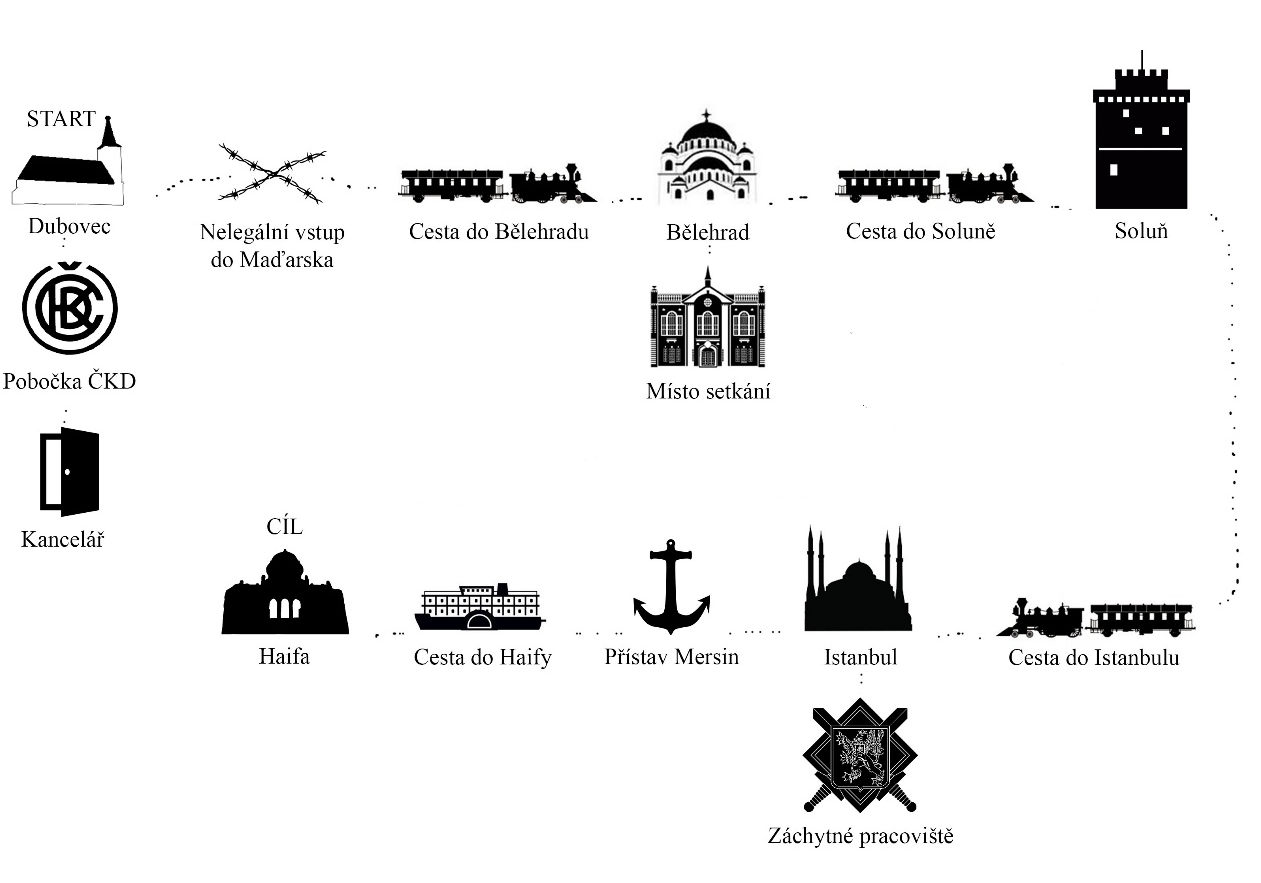 START
Dubovec
Nelegální vstup
do Maďarska
Cesta do Bělehradu
Bělehrad
Cesta do Soluně
Soluň
ČKD
Pobočka ČKD
Místo setkání
Kancelář
CÍL
Haifa
Cesta do Haify
Přístav Mersin
Istanbul
Cesta do Istanbulu
Záchytné pracoviště